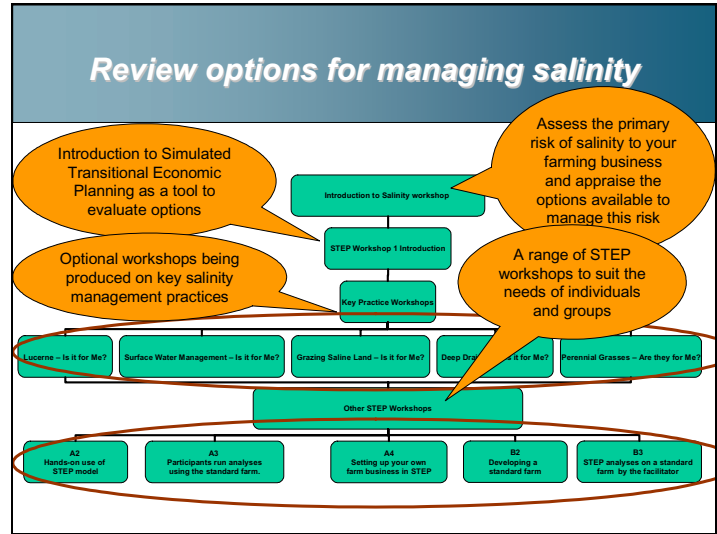 Review options for managing salinity
Introduction to Simulated
Transitional Economic
Planning as a tool to
evaluate options
Assess the primary
risk of salinity to your
farming business
and appraise the
options available to
manage this risk
Introduction to Salinity workshop
STEP Workshop 1 Introduction
Optional workshops being
produced on key salinity
management practices
A range of STEP
workshops to suit the
needs of individuals
and groups
Key Practice Workshops
Lucerne – Is it for Me?
Surface Water Management – Is it for Me?
Grazing Saline Land – Is it for Me?
Deep Drai Is it for Me?
Perennial Grasses – Are they for Me?
Other STEP Workshops
A2
Hands-on use of
STEP model
A3
Participants run analyses
using the standard farm.
A4
Setting up your own
farm business in STEP
B2
Developing a
standard farm
B3
STEP analyses on a standard
farm by the facilitator